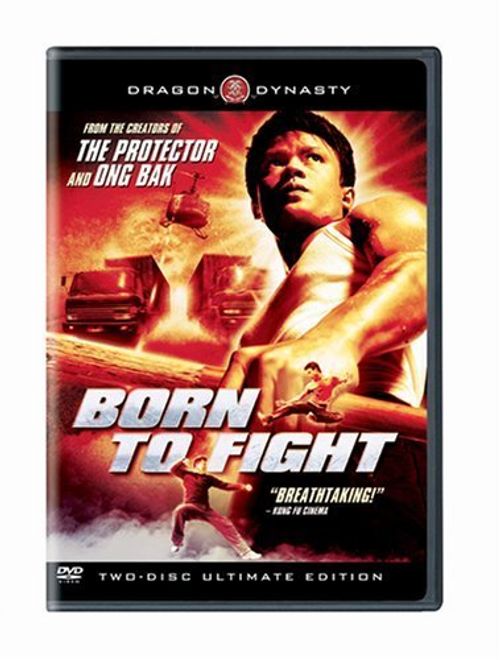 DRAGON DYNASTY
FROM THE CREATORS OF
THE PROTECTOR
AND ONG BAK
BORN
TO FIGHT
"BREATHTAKING!"
– KUNG FU CINEMA
DVD
VIDEO
TWO-DISC ULTIMATE EDITION